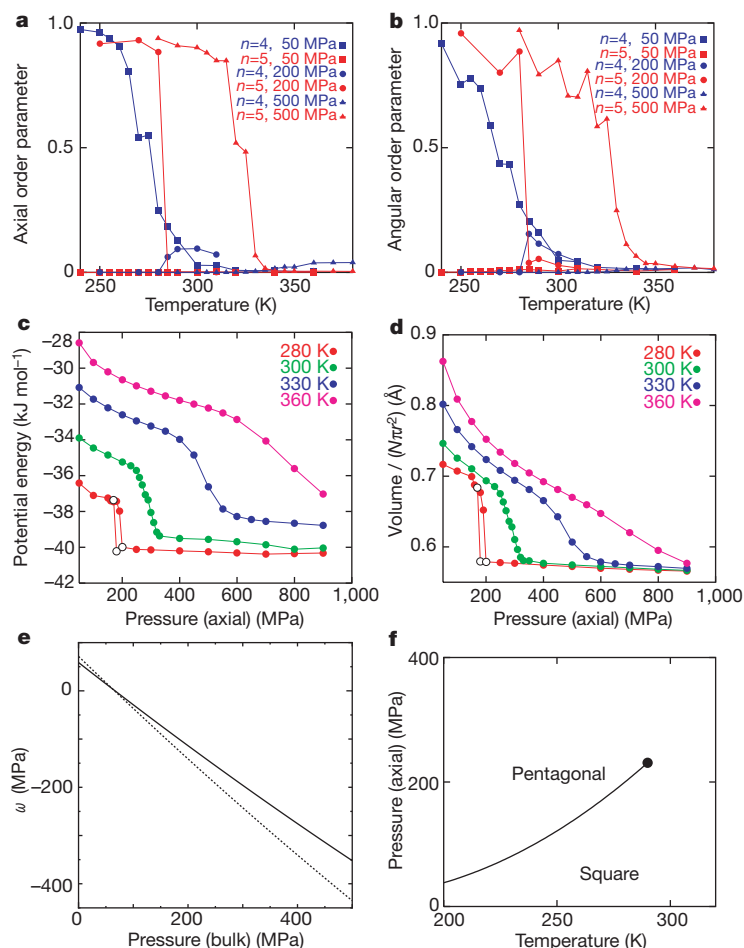 a
1.0
0.5
0
Axial order parameter
n=4, 50 MPa
n=5, 50 MPa
n=4, 200 MPa
n=5, 200 MPa
n=4, 500 MPa
n=5, 500 MPa
250
300
350
Temperature (K)
b
1.0
0.5
0
Angular order parameter
n=4, 50 MPa
n=5, 50 MPa
n=4, 200 MPa
n=5, 200 MPa
n=4, 500 MPa
n=5, 500 MPa
250
300
350
Temperature (K)
c
−28
−30
−32
−34
−36
−38
−40
−42
Potential energy (kJ mol⁻¹)
280 K
300 K
330 K
360 K
200
400
600
800
1,000
Pressure (axial) (MPa)
d
0.9
0.8
0.7
0.6
Volume / (Nπr²) (Å)
280 K
300 K
330 K
360 K
200
400
600
800
1,000
Pressure (axial) (MPa)
e
0
−200
−400
ω (MPa)
0
200
400
Pressure (bulk) (MPa)
f
400
200
0
Pressure (axial) (MPa)
Pentagonal
Square
200
250
300
Temperature (K)